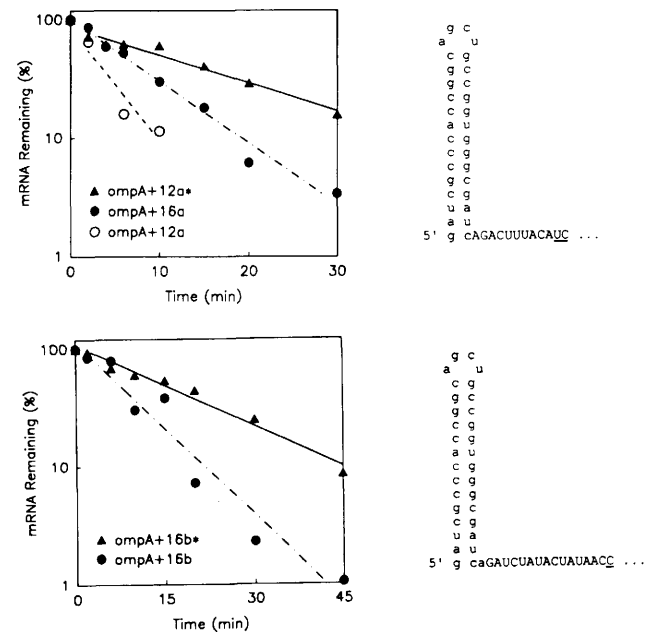 100
10
1
mRNA Remaining (%)
▲ ompA+12a*
● ompA+16a
○ ompA+12a
0 10 20 30
Time (min)
g c
a u
c g
g c
g c
c g
c g
a u
c g
c g
c g
g c
c g
u a
a u
5' g cAGACUUUACAUC ...
100
10
1
mRNA Remaining (%)
▲ ompA+16b*
● ompA+16b
0 15 30 45
Time (min)
g c
a u
c g
g c
g c
c g
c g
a u
c g
c g
c g
g c
c g
u a
a u
5' g caGAUCUAUACUAUAACC ...